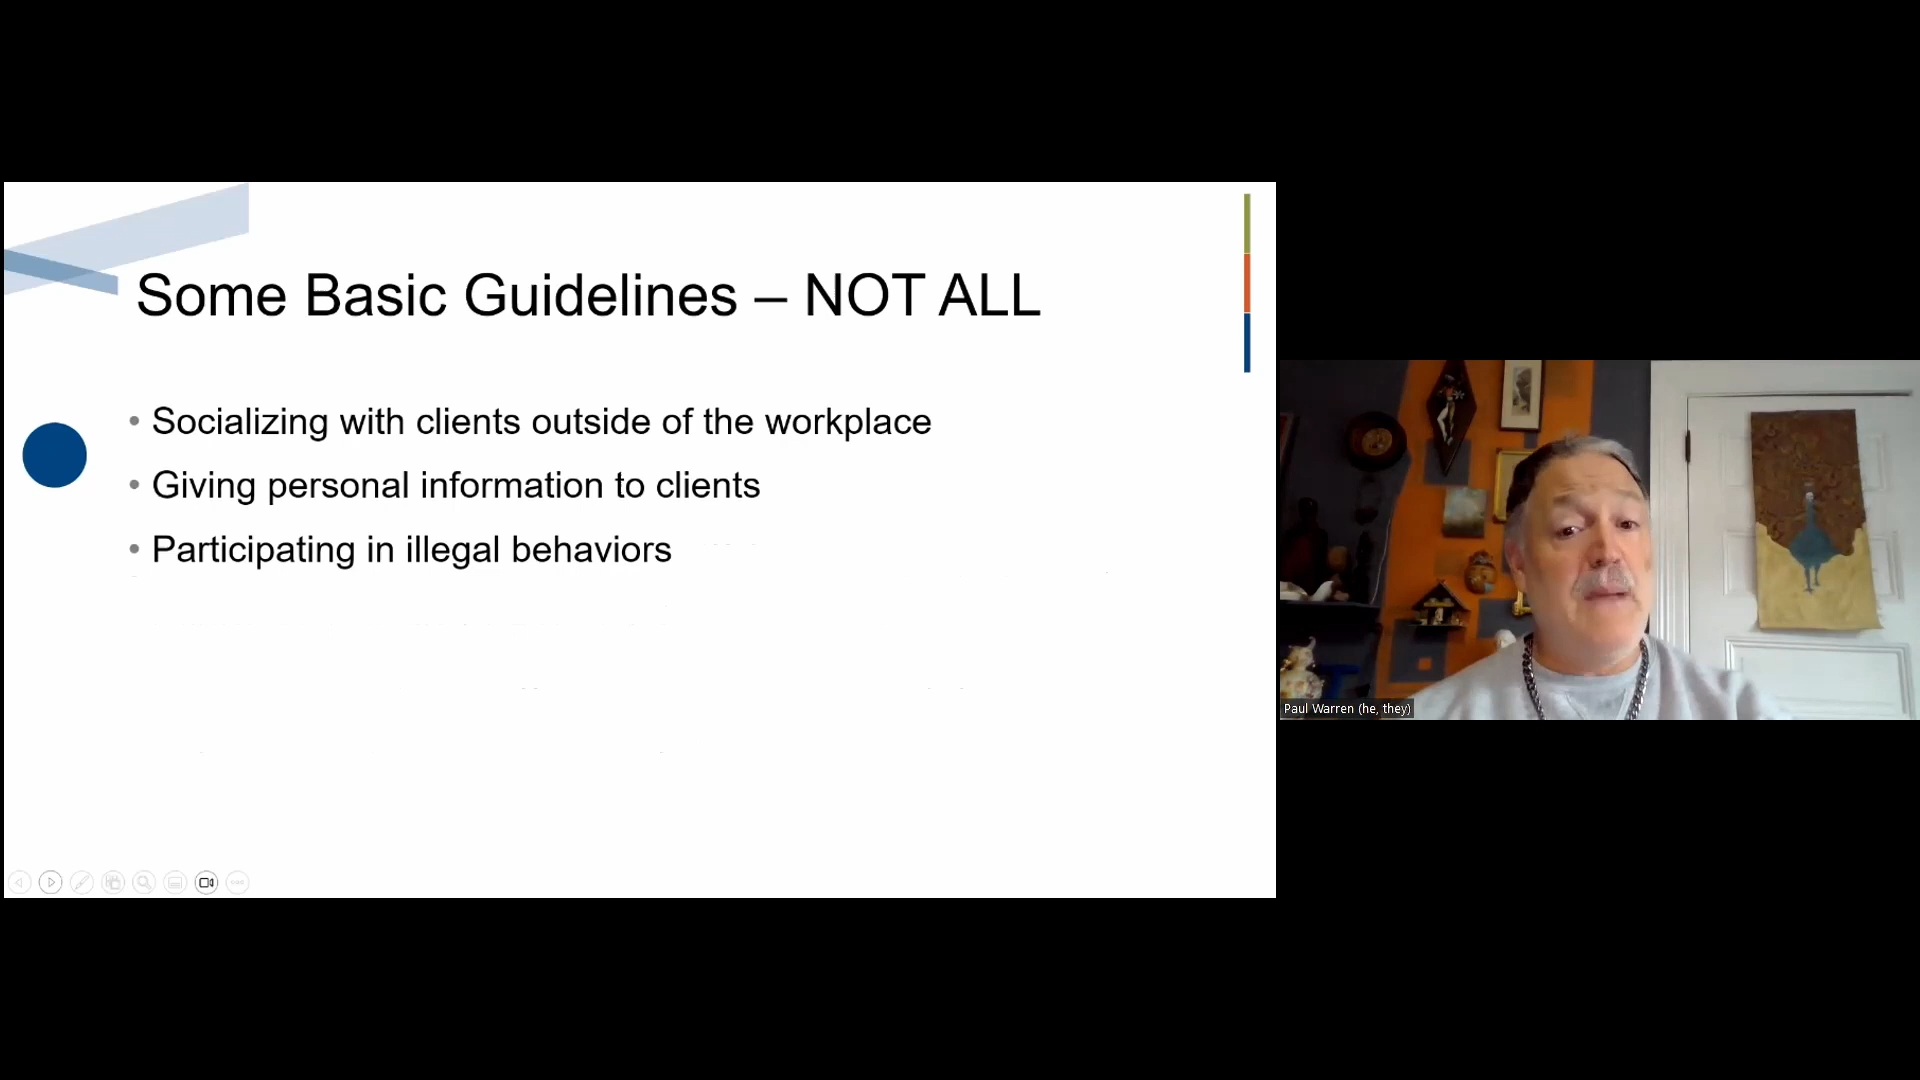 Some Basic Guidelines – NOT ALL
• Socializing with clients outside of the workplace
• Giving personal information to clients
• Participating in illegal behaviors
Paul Warren (he, they)